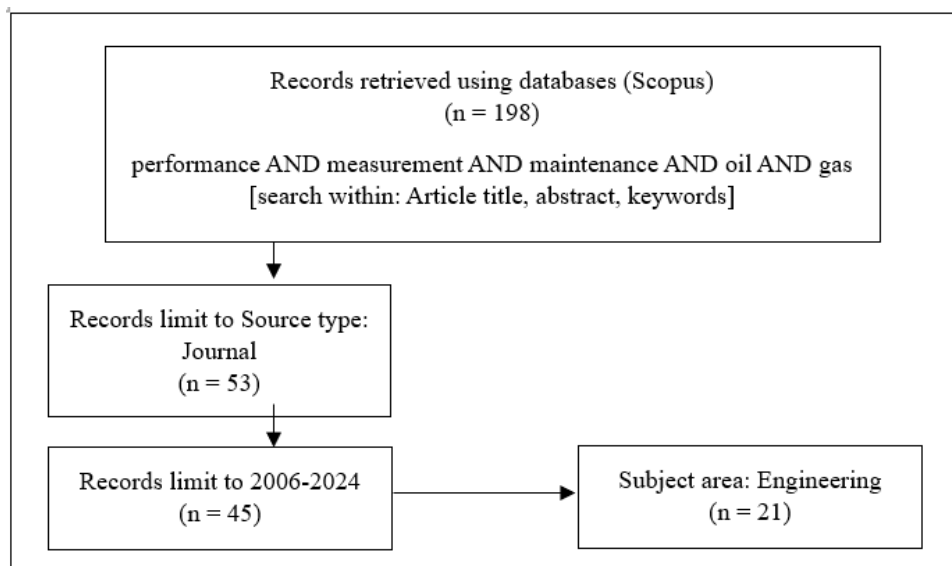 Records retrieved using databases (Scopus)
(n = 198)
performance AND measurement AND maintenance AND oil AND gas
[search within: Article title, abstract, keywords]
Records limit to Source type:
Journal
(n = 53)
Records limit to 2006-2024
(n = 45)
Subject area: Engineering
(n = 21)